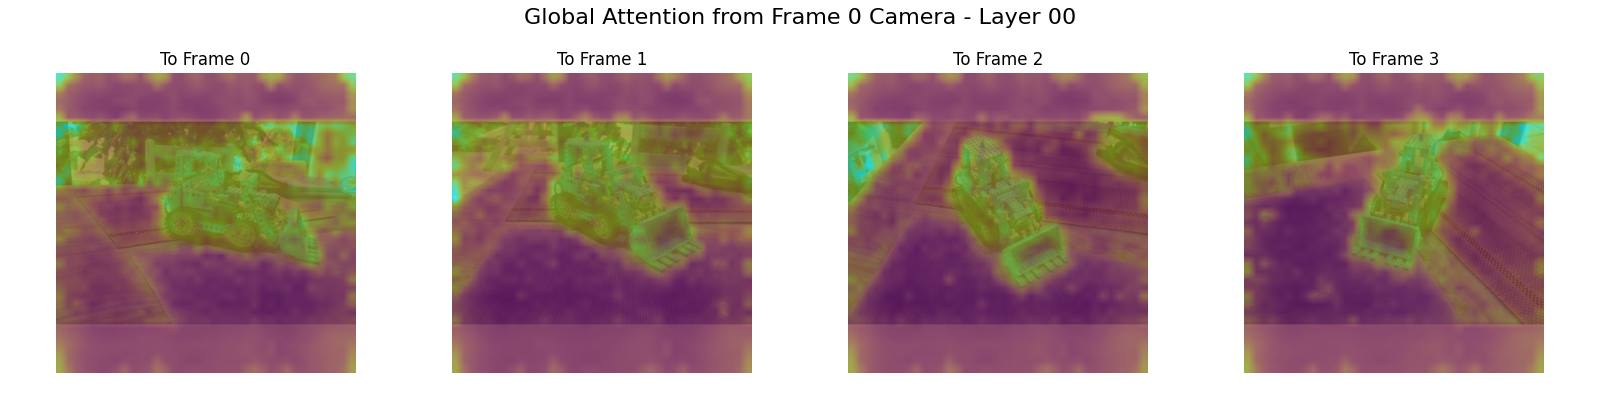 Global Attention from Frame 0 Camera - Layer 00
To Frame 0
To Frame 1
To Frame 2
To Frame 3